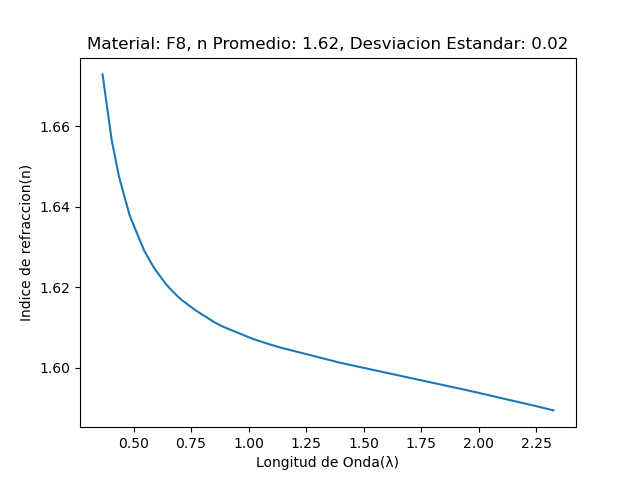 Material: F8, n Promedio: 1.62, Desviacion Estandar: 0.02
Indice de refraccion(n)
1.66
1.64
1.62
1.60
0.50 0.75 1.00 1.25 1.50 1.75 2.00 2.25
Longitud de Onda(λ)